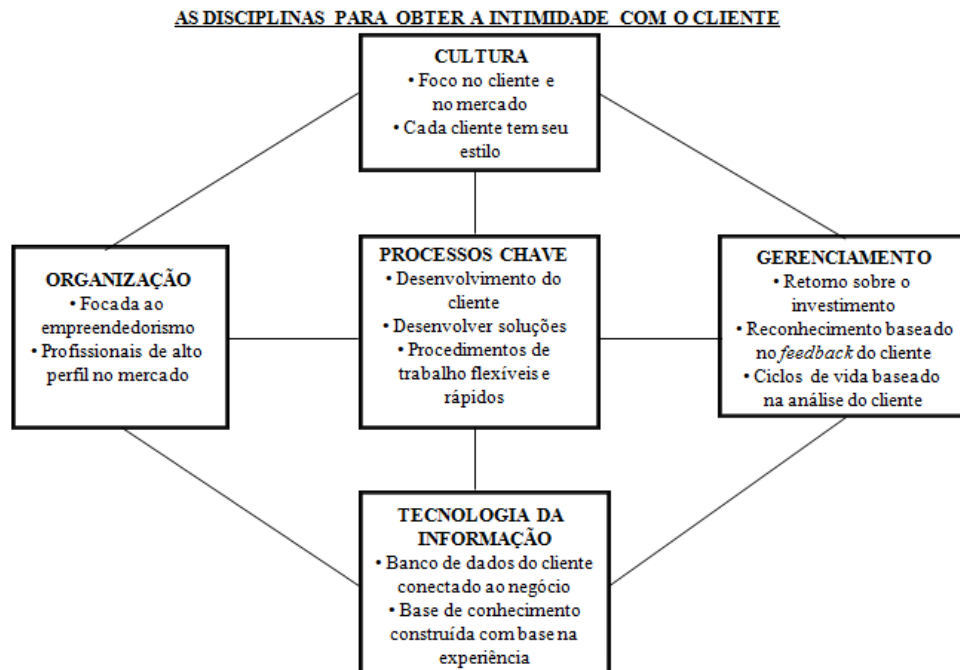 AS DISCIPLINAS PARA OBTER A INTIMIDADE COM O CLIENTE
CULTURA
• Foco no cliente e
no mercado
• Cada cliente tem seu
estilo
ORGANIZAÇÃO
• Focada ao
empreendedorismo
• Profissionais de alto
perfil no mercado
PROCESSOS CHAVE
• Desenvolvimento do
cliente
• Desenvolver soluções
• Procedimentos de
trabalho flexíveis e
rápidos
GERENCIAMENTO
• Retorno sobre o
investimento
• Reconhecimento baseado
no feedback do cliente
• Ciclos de vida baseado
na análise do cliente
TECNOLOGIA DA
INFORMAÇÃO
• Banco de dados do cliente
conectado ao negócio
• Base de conhecimento
construída com base na
experiência